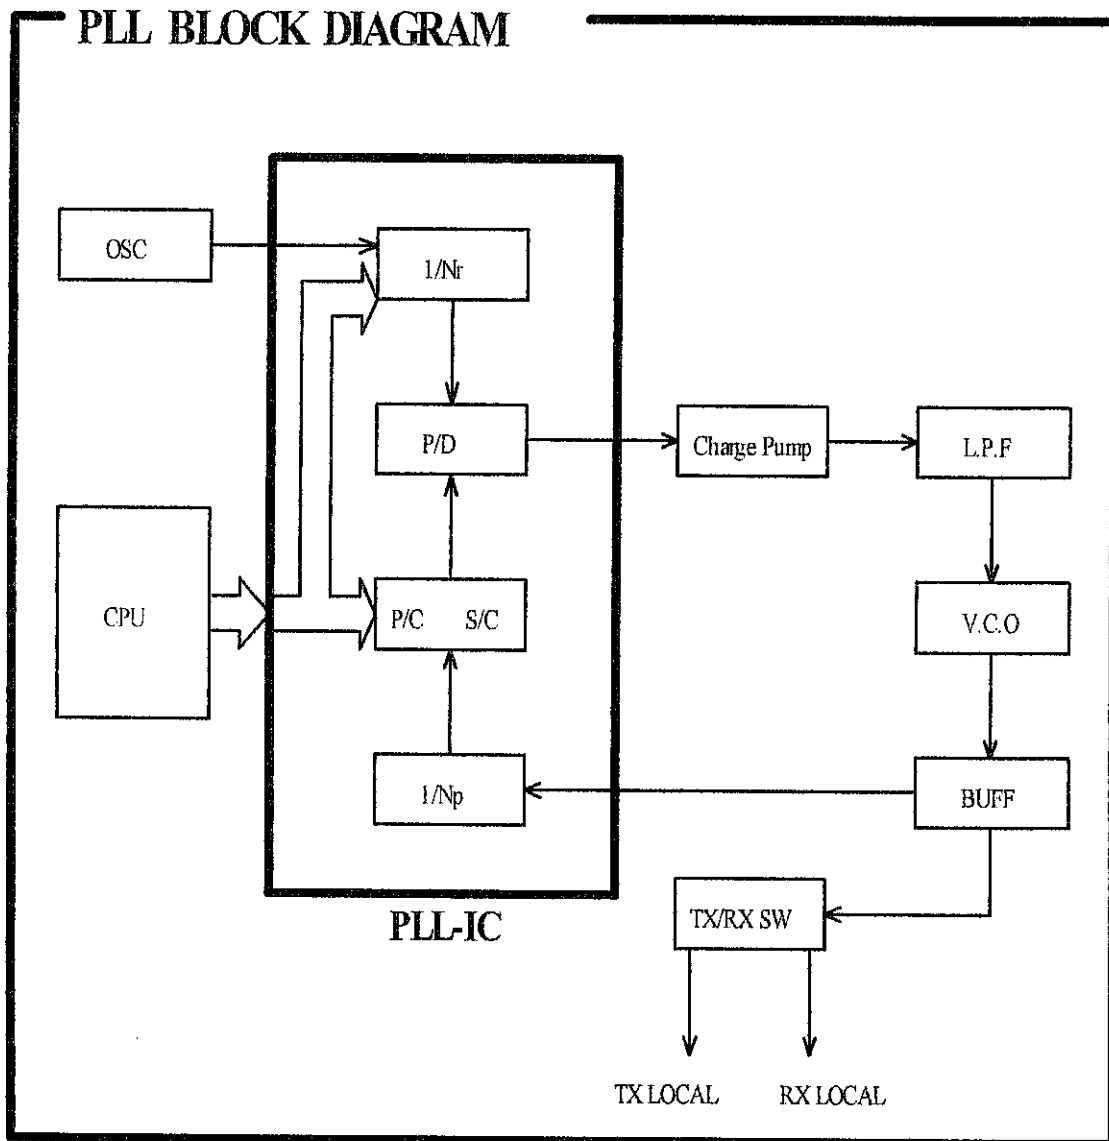 PLL BLOCK DIAGRAM
OSC
1/Nr
P/D
Charge Pump
L.P.F
CPU
P/C S/C
V.C.O
1/Np
BUFF
PLL-IC
TX/RX SW
TX LOCAL
RX LOCAL